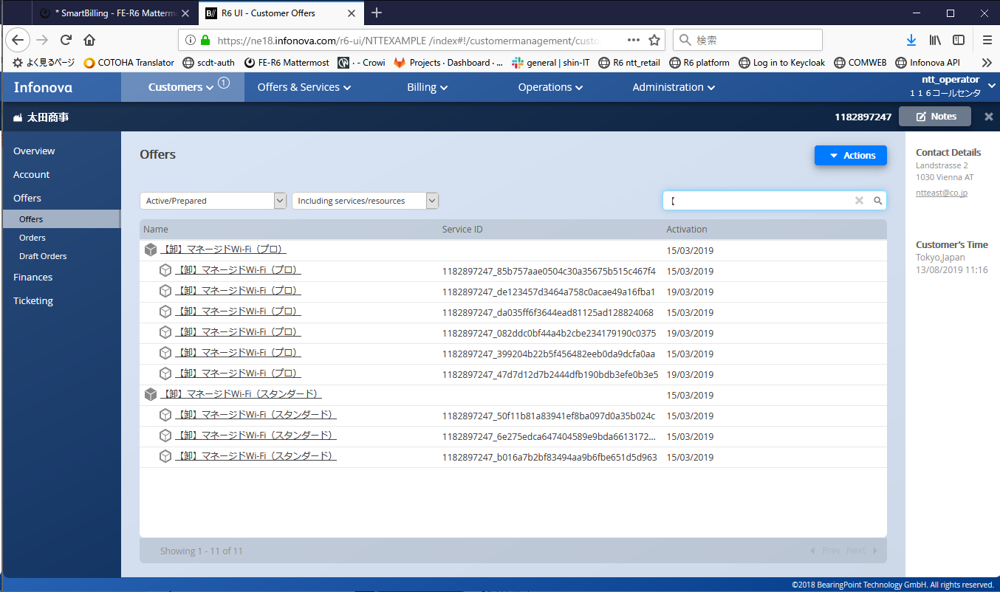 * SmartBilling - FE-R6 Matterm
R6 UI - Customer Offers
https://ne18.infonova.com/r6-ui/NTTEXAMPLE /index#!/customermanagement/custo
検索
よく見るページ
COTOHA Translator
scdt-auth
FE-R6 Mattermost
· - Crowi
Projects · Dashboard · ...
general | shin-IT
R6 ntt_retail
R6 platform
Log in to Keycloak
COMWEB
Infonova API
Infonova
Customers
1
Offers & Services
Billing
Operations
Administration
ntt_operator
116コールセンタ
太田商事
1182897247
Notes
Overview
Account
Offers
Offers
Orders
Draft Orders
Finances
Ticketing
Offers
Actions
Active/Prepared
Including services/resources
【
Name Service ID Activation
【卸】マネージドWi-Fi（プロ） 15/03/2019
【卸】マネージドWi-Fi（プロ） 1182897247_85b757aae0504c30a35675b515c467f4 15/03/2019
【卸】マネージドWi-Fi（プロ） 1182897247_de123457d3464a758c0acae49a16fba1 19/03/2019
【卸】マネージドWi-Fi（プロ） 1182897247_da035ff6f3644ead81125ad128824068 15/03/2019
【卸】マネージドWi-Fi（プロ） 1182897247_082ddc0bf44a4b2cbe234179190c0375 19/03/2019
【卸】マネージドWi-Fi（プロ） 1182897247_399204b22b5f456482eeb0da9dcfa0aa 15/03/2019
【卸】マネージドWi-Fi（プロ） 1182897247_47d7d12d7b2444dfb190bdb3efe0b3e5 19/03/2019
【卸】マネージドWi-Fi（スタンダード） 15/03/2019
【卸】マネージドWi-Fi（スタンダード） 1182897247_50f11b81a83941ef8ba097d0a35b024c 15/03/2019
【卸】マネージドWi-Fi（スタンダード） 1182897247_6e275edca647404589e9bda6613172... 15/03/2019
【卸】マネージドWi-Fi（スタンダード） 1182897247_b016a7b2bf83494aa9b6fbe651d5d963 15/03/2019
Showing 1 - 11 of 11
Prev Next
Contact Details
Landstrasse 2
1030 Vienna AT
ntteast@co.jp
Customer's Time
Tokyo,Japan
13/08/2019 11:16
©2018 BearingPoint Technology GmbH. All rights reserved.